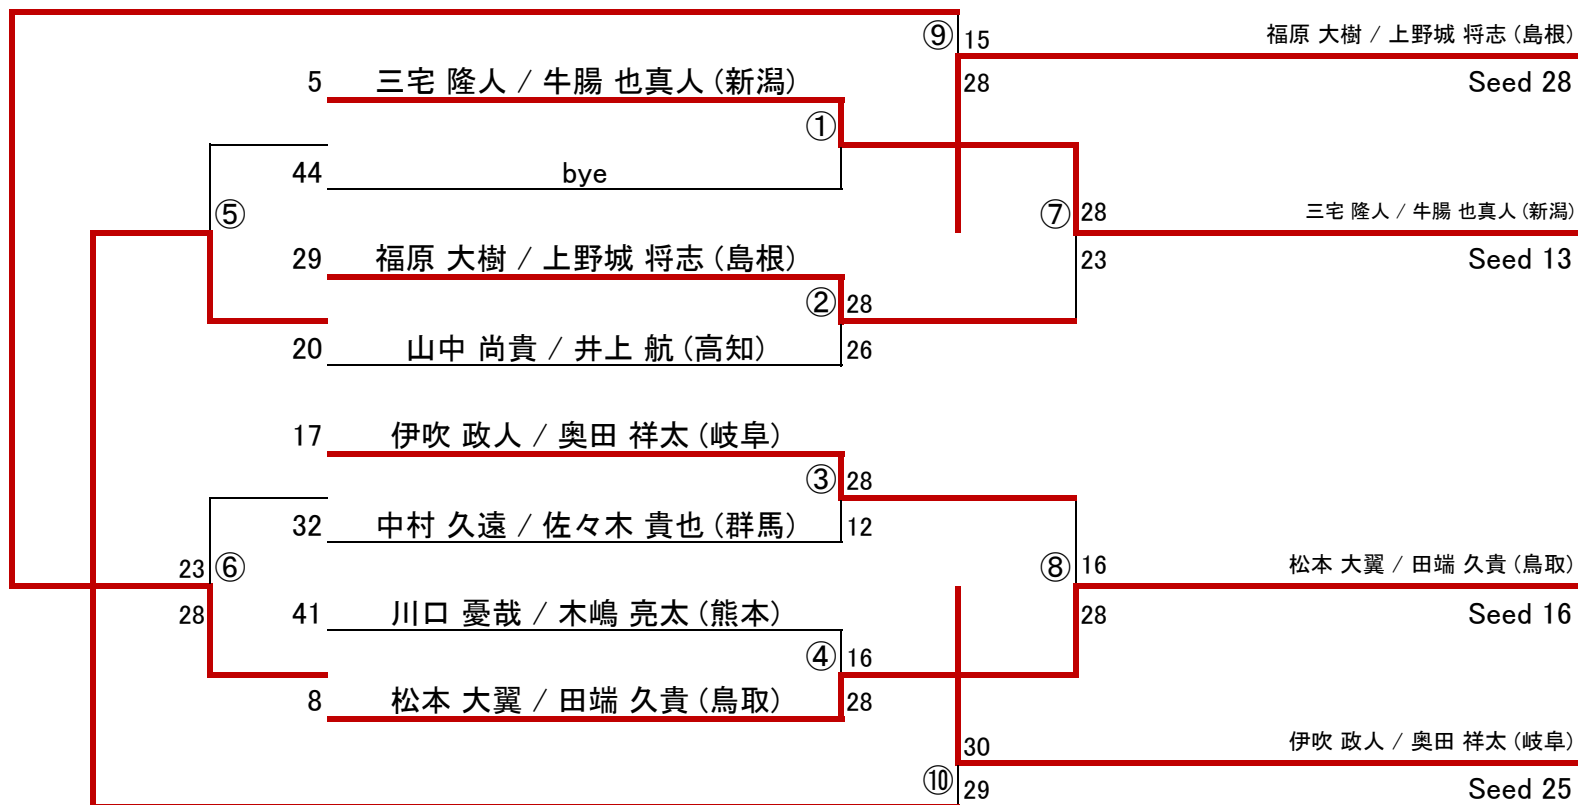 ⑨ 15 福原 大樹 / 上野城 将志 (島根)
5 三宅 隆人 / 牛腸 也真人 (新潟) 28 Seed 28
①
44 bye
⑤ ⑦ 28 三宅 隆人 / 牛腸 也真人 (新潟)
29 福原 大樹 / 上野城 将志 (島根) 23 Seed 13
② 28
20 山中 尚貴 / 井上 航 (高知) 26
17 伊吹 政人 / 奥田 祥太 (岐阜)
③ 28
32 中村 久遠 / 佐々木 貴也 (群馬) 12
23 ⑥ ⑧ 16 松本 大翼 / 田端 久貴 (鳥取)
28 41 川口 憂哉 / 木嶋 亮太 (熊本) 28 Seed 16
④ 16
8 松本 大翼 / 田端 久貴 (鳥取) 28
30 伊吹 政人 / 奥田 祥太 (岐阜)
⑩ 29 Seed 25